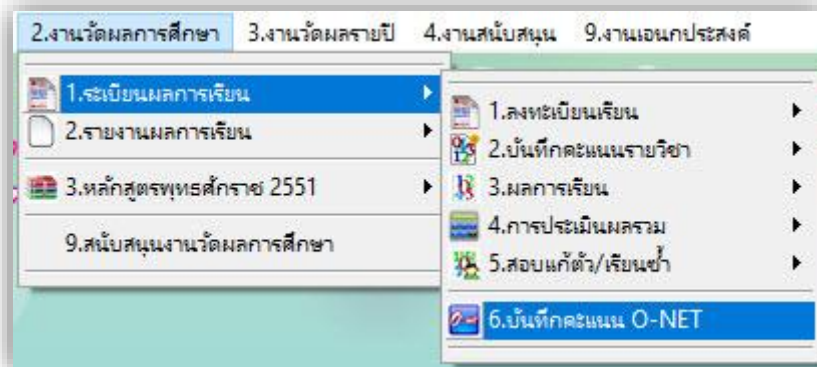 2.งานวัดผลการศึกษา 3.งานวัดผลรายปี 4.งานสนับสนุน 9.งานเอนกประสงค์
1.ระเบียนผลการเรียน
2.รายงานผลการเรียน
3.หลักสูตรพุทธศักราช 2551
9.สนับสนุนงานวัดผลการศึกษา
1.ลงทะเบียนเรียน
2.บันทึกคะแนนรายวิชา
3.ผลการเรียน
4.การประเมินผลรวม
5.สอบแก้ตัว/เรียนซ้ำ
6.บันทึกคะแนน O-NET